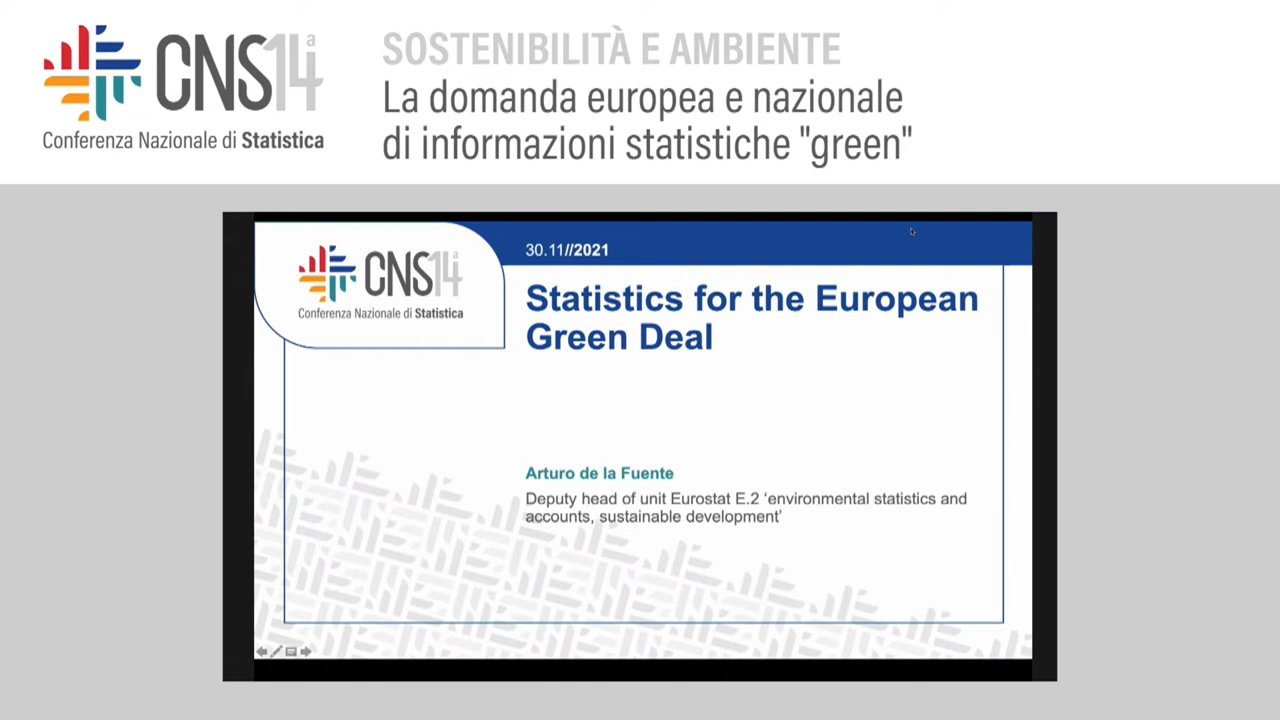 CNS14ª
Conferenza Nazionale di Statistica
SOSTENIBILITÀ E AMBIENTE
La domanda europea e nazionale
di informazioni statistiche "green"
CNS14ª
Conferenza Nazionale di Statistica
30.11//2021
Statistics for the European
Green Deal
Arturo de la Fuente
Deputy head of unit Eurostat E.2 ‘environmental statistics and
accounts, sustainable development’